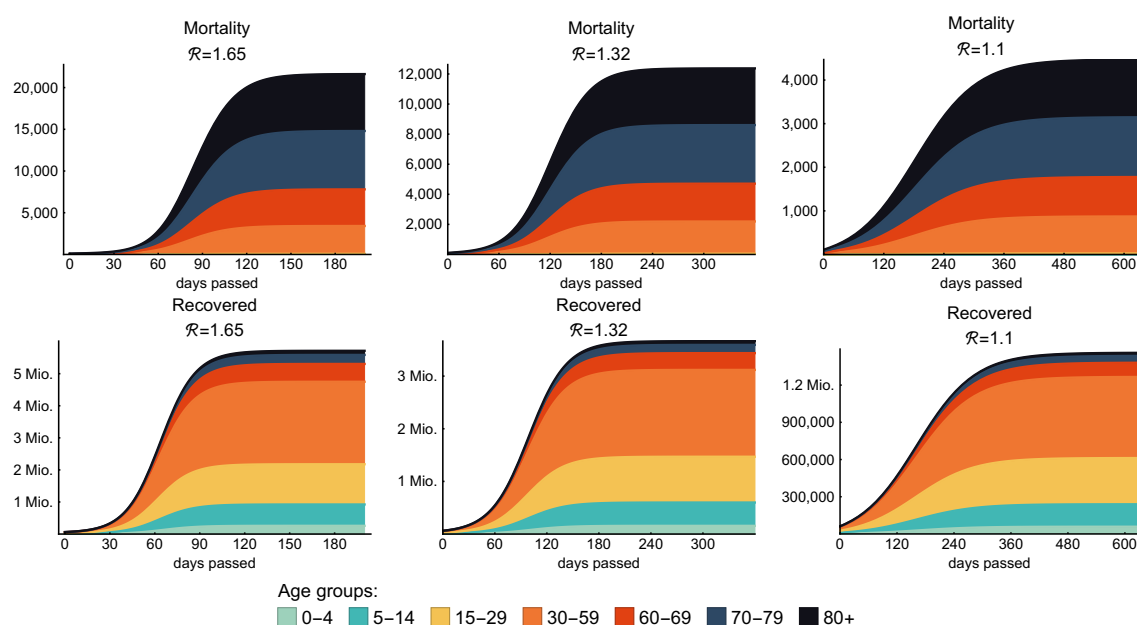 Mortality
ℛ=1.65
20,000
15,000
10,000
5,000
0 30 60 90 120 150 180
days passed
Mortality
ℛ=1.32
12,000
10,000
8,000
6,000
4,000
2,000
0 60 120 180 240 300
days passed
Mortality
ℛ=1.1
4,000
3,000
2,000
1,000
0 120 240 360 480 600
days passed
Recovered
ℛ=1.65
5 Mio.
4 Mio.
3 Mio.
2 Mio.
1 Mio.
0 30 60 90 120 150 180
days passed
Recovered
ℛ=1.32
3 Mio.
2 Mio.
1 Mio.
0 60 120 180 240 300
days passed
Recovered
ℛ=1.1
1.2 Mio.
900,000
600,000
300,000
0 120 240 360 480 600
days passed
Age groups:
0−4 5−14 15−29 30−59 60−69 70−79 80+